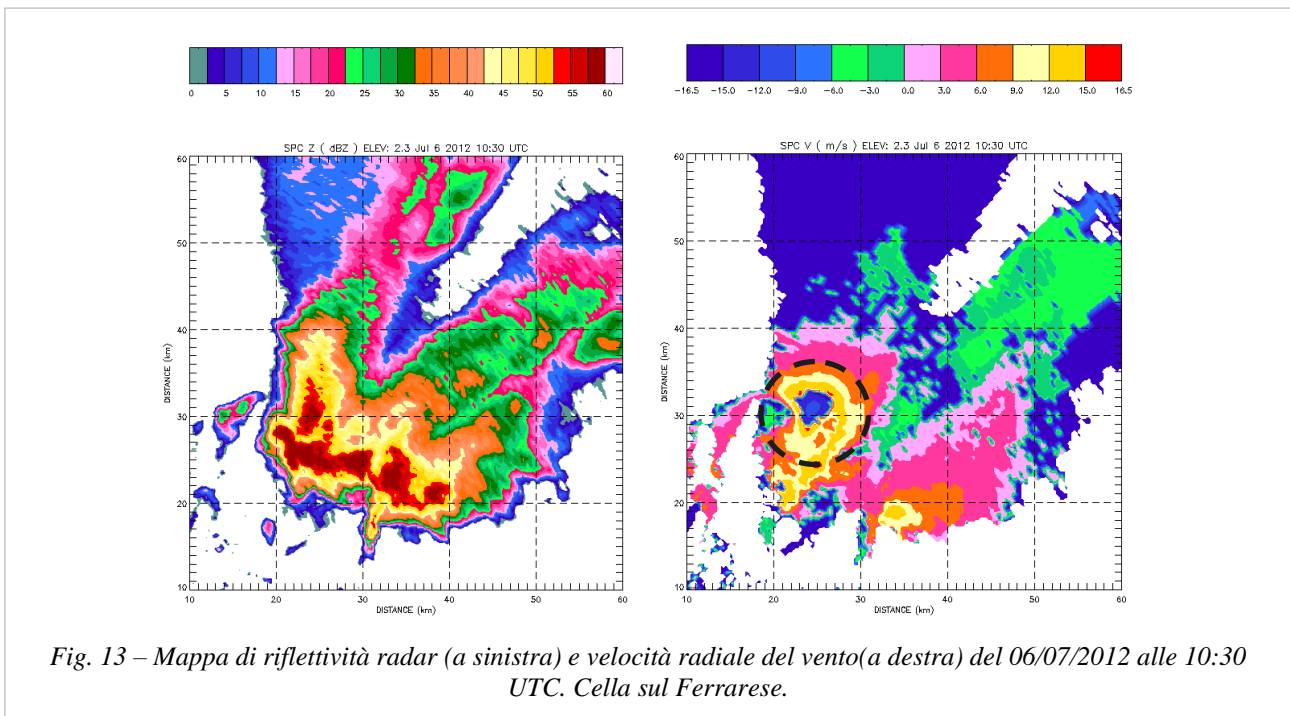 0 5 10 15 20 25 30 35 40 45 50 55 60
−16.5 −15.0 −12.0 −9.0 −6.0 −3.0 0.0 3.0 6.0 9.0 12.0 15.0 16.5
SPC Z ( dBZ ) ELEV: 2.3 Jul 6 2012 10:30 UTC
60
50
40
30
20
10
DISTANCE (km)
10 20 30 40 50 60
DISTANCE (km)
SPC V ( m/s ) ELEV: 2.3 Jul 6 2012 10:30 UTC
60
50
40
30
20
10
DISTANCE (km)
10 20 30 40 50 60
DISTANCE (km)
Fig. 13 – Mappa di riflettività radar (a sinistra) e velocità radiale del vento(a destra) del 06/07/2012 alle 10:30
UTC. Cella sul Ferrarese.